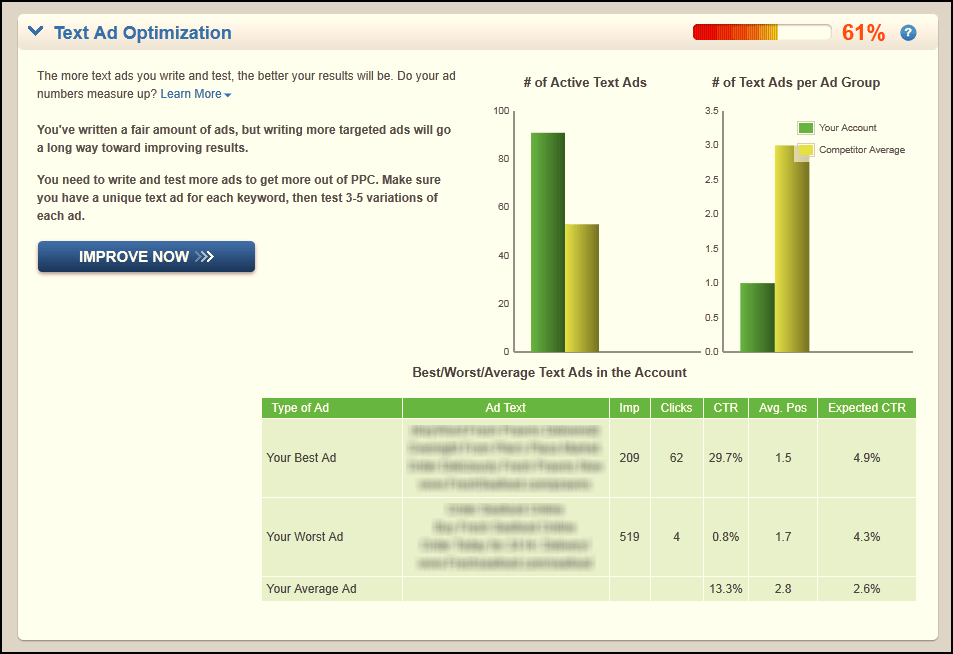 Text Ad Optimization
61%
?
The more text ads you write and test, the better your results will be. Do your ad
numbers measure up? Learn More
You've written a fair amount of ads, but writing more targeted ads will go
a long way toward improving results.
You need to write and test more ads to get more out of PPC. Make sure
you have a unique text ad for each keyword, then test 3-5 variations of
each ad.
IMPROVE NOW
# of Active Text Ads
100
80
60
40
20
0
# of Text Ads per Ad Group
3.5
3.0
2.5
2.0
1.5
1.0
0.5
0.0
Your Account
Competitor Average
Best/Worst/Average Text Ads in the Account
Type of Ad Ad Text Imp Clicks CTR Avg. Pos Expected CTR
Your Best Ad 209 62 29.7% 1.5 4.9%
Your Worst Ad 519 4 0.8% 1.7 4.3%
Your Average Ad 13.3% 2.8 2.6%